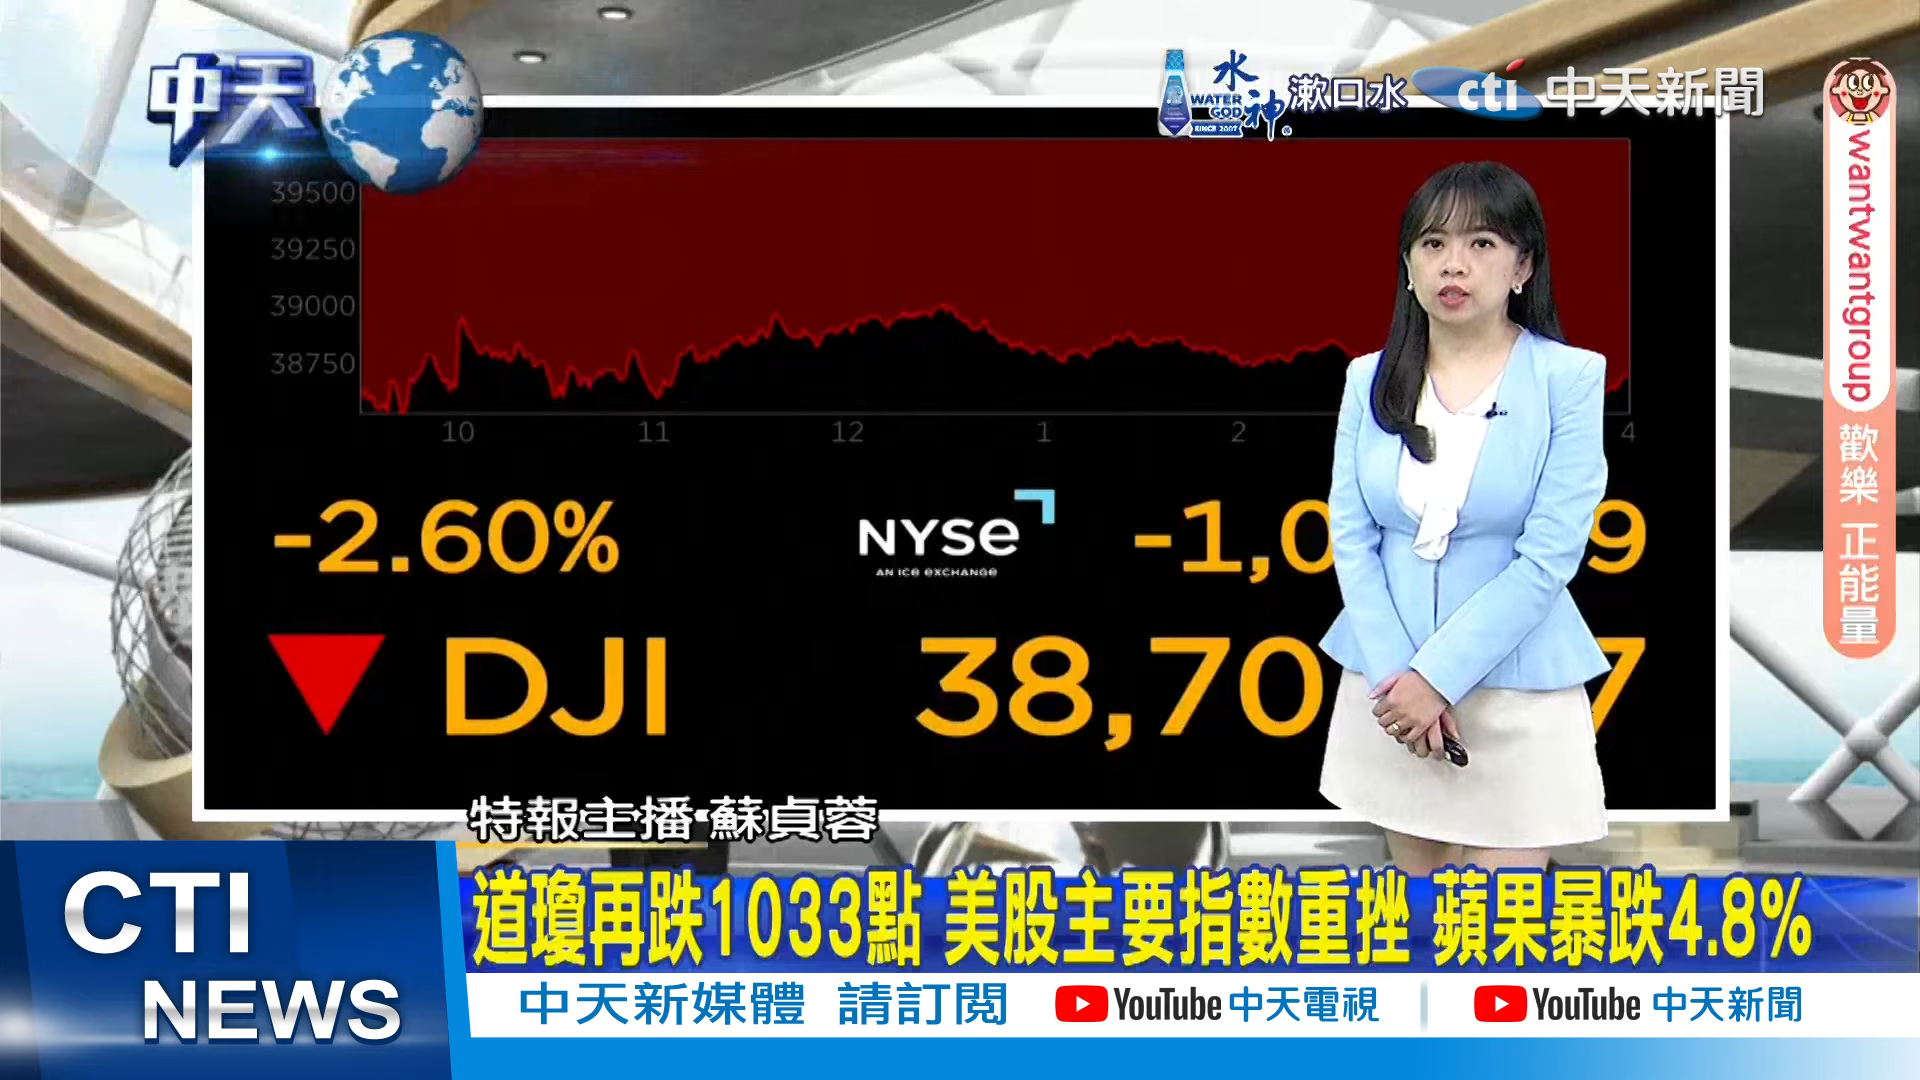 中天
水神
WATER GOD
SINCE 2007
漱口水
cti 中天新聞
wantwantgroup
歡樂 正能量
39500
39250
39000
38750
10 11 12 1 2 4
-2.60%
NYSE
AN ICE EXCHANGE
-1,0 9
DJI
38,70 7
特報主播 蘇貞蓉
道瓊再跌1033點 美股主要指數重挫 蘋果暴跌4.8%
CTI NEWS
中天新媒體 請訂閱 YouTube 中天電視 | YouTube 中天新聞